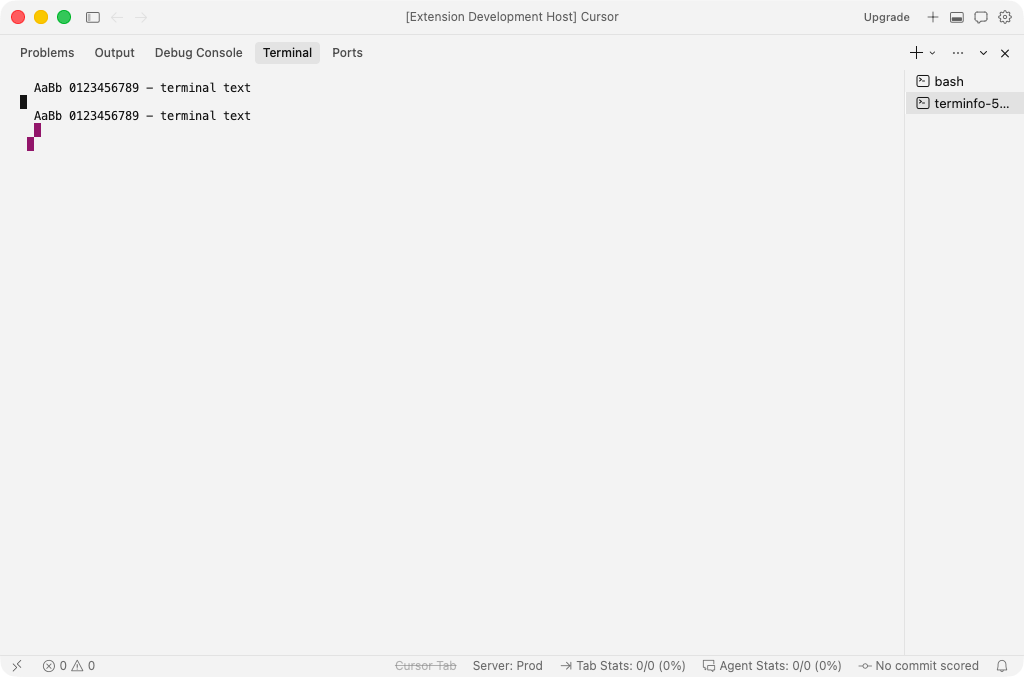 [Extension Development Host] Cursor
Upgrade
Problems Output Debug Console Terminal Ports
AaBb 0123456789 — terminal text
AaBb 0123456789 — terminal text
bash
terminfo-5...
0 0 Cursor Tab Server: Prod Tab Stats: 0/0 (0%) Agent Stats: 0/0 (0%) No commit scored